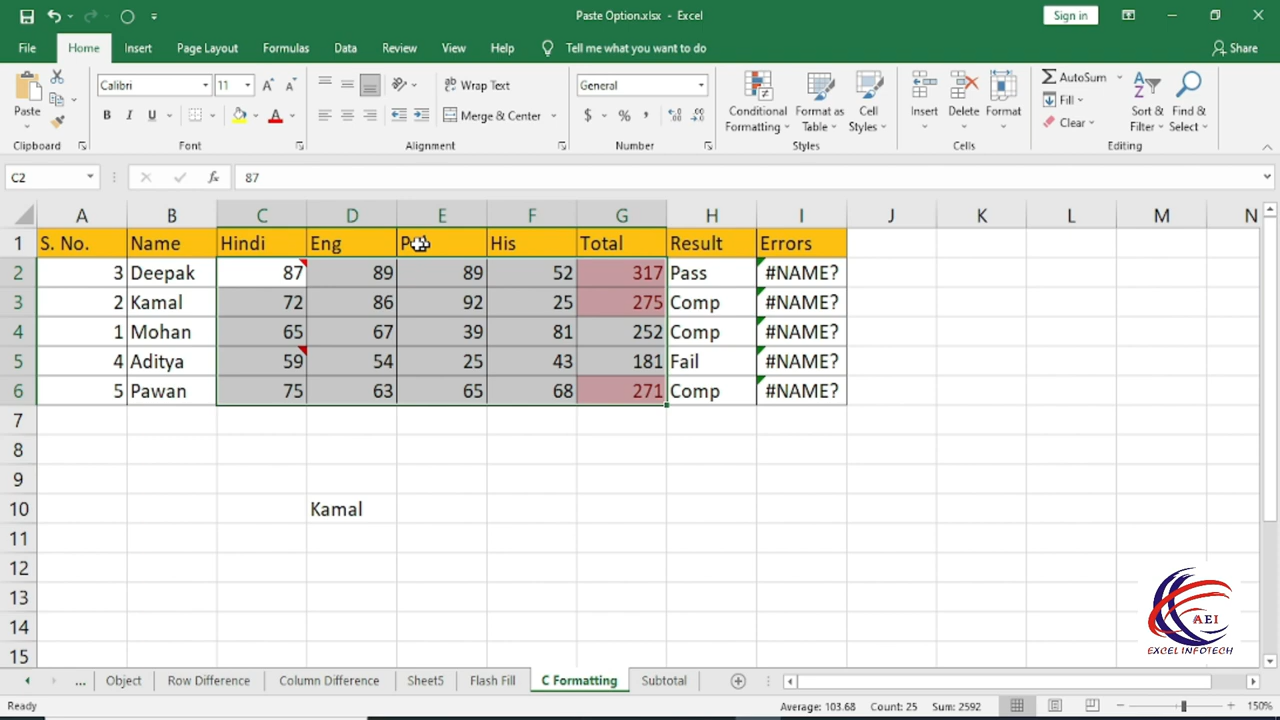 Paste Option.xlsx - Excel
Sign in
File Home Insert Page Layout Formulas Data Review View Help Tell me what you want to do Share
Paste
Clipboard
Calibri 11 A A
B I U A
Font
Wrap Text
Merge & Center
Alignment
General
$ % ,
Number
Conditional Formatting
Format as Table
Cell Styles
Styles
Insert
Delete
Format
Cells
AutoSum
Fill
Clear
Sort & Filter
Find & Select
Editing
C2 fx 87
A B C D E F G H I J K L M N
1 S. No. Name Hindi Eng His Total Result Errors
2 3 Deepak 87 89 89 52 317 Pass #NAME?
3 2 Kamal 72 86 92 25 275 Comp #NAME?
4 1 Mohan 65 67 39 81 252 Comp #NAME?
5 4 Aditya 59 54 25 43 181 Fail #NAME?
6 5 Pawan 75 63 65 68 271 Comp #NAME?
7
8
9
10 Kamal
11
12
13
14
15
AEI
EXCEL INFOTECH
... Object Row Difference Column Difference Sheet5 Flash Fill C Formatting Subtotal
Ready Average: 103.68 Count: 25 Sum: 2592 150%